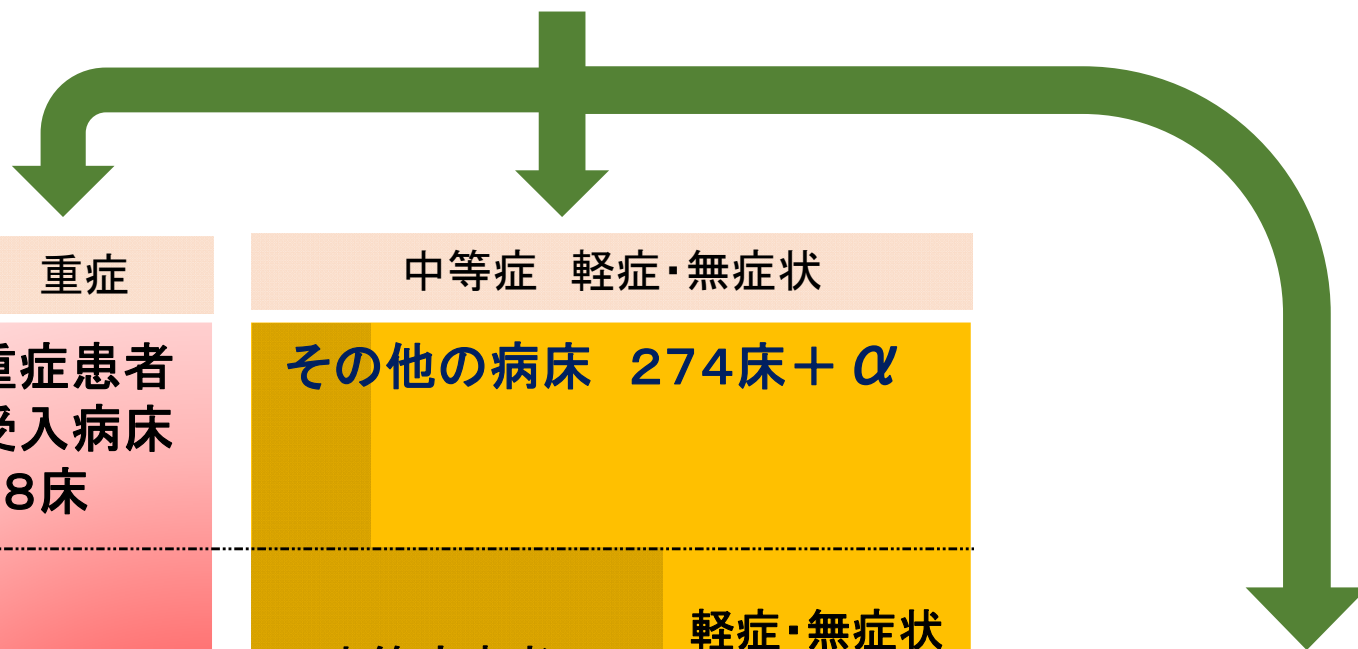 重症
中等症　軽症・無症状
重症患者
受入病床
8床
その他の病床　274床＋α
軽症・無症状